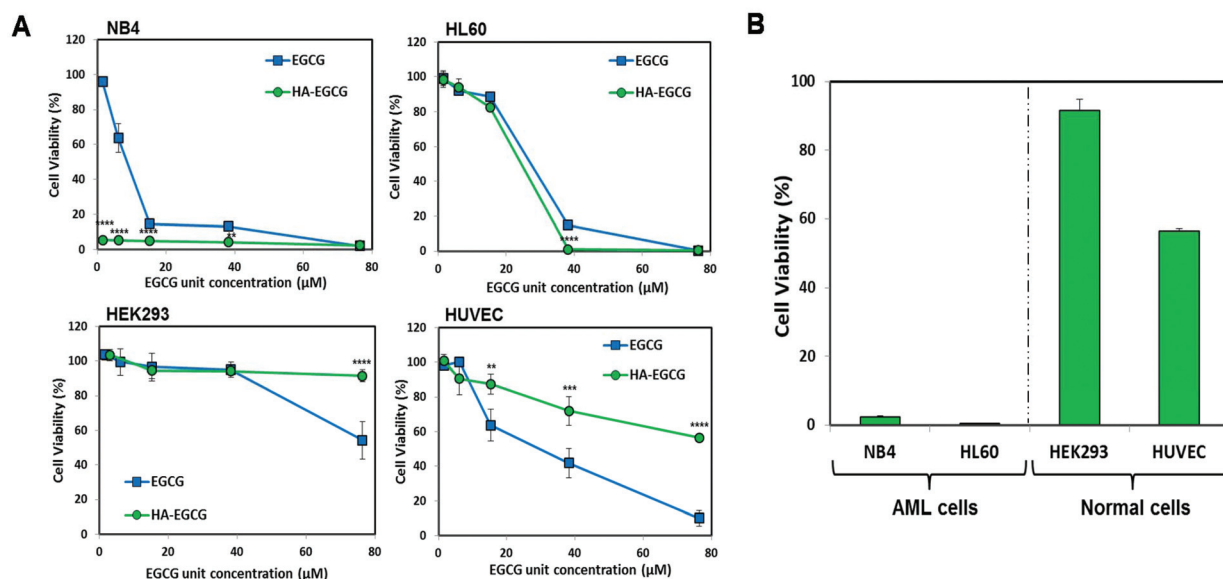 A
NB4
120
100
80
60
40
20
0
Cell Viability (%)
EGCG
HA-EGCG
****
****
****
**
0
20
40
60
80
EGCG unit concentration (µM)
HL60
120
100
80
60
40
20
0
Cell Viability (%)
EGCG
HA-EGCG
****
0
20
40
60
80
EGCG unit concentration (µM)
HEK293
120
100
80
60
40
20
0
Cell Viability (%)
****
EGCG
HA-EGCG
0
20
40
60
80
EGCG unit concentration (µM)
HUVEC
120
100
80
60
40
20
0
Cell Viability (%)
EGCG
HA-EGCG
**
***
****
0
20
40
60
80
EGCG unit concentration (µM)
B
100
80
60
40
20
0
Cell Viability (%)
NB4
HL60
HEK293
HUVEC
AML cells
Normal cells